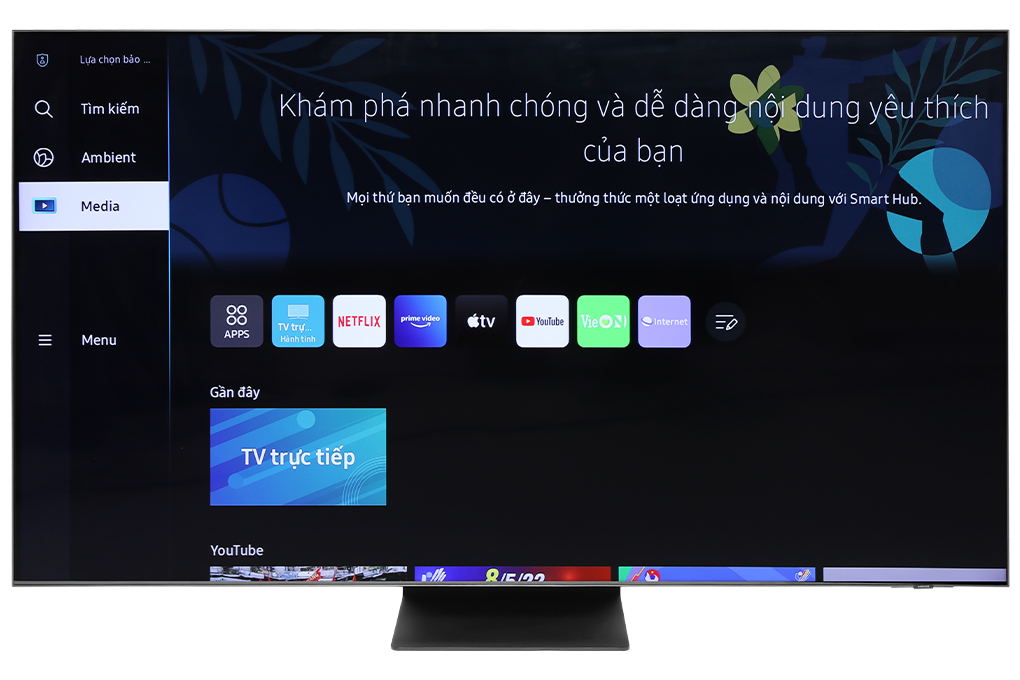 Lựa chọn bảo ...
Tìm kiếm
Ambient
Media
Menu
Khám phá nhanh chóng và dễ dàng nội dung yêu thích
của bạn
Mọi thứ bạn muốn đều có ở đây – thưởng thức một loạt ứng dụng và nội dung với Smart Hub.
APPS
TV trự...
Hành tinh
NETFLIX
prime video
tv
YouTube
VieON
Internet
Gần đây
TV trực tiếp
YouTube
8/5/22